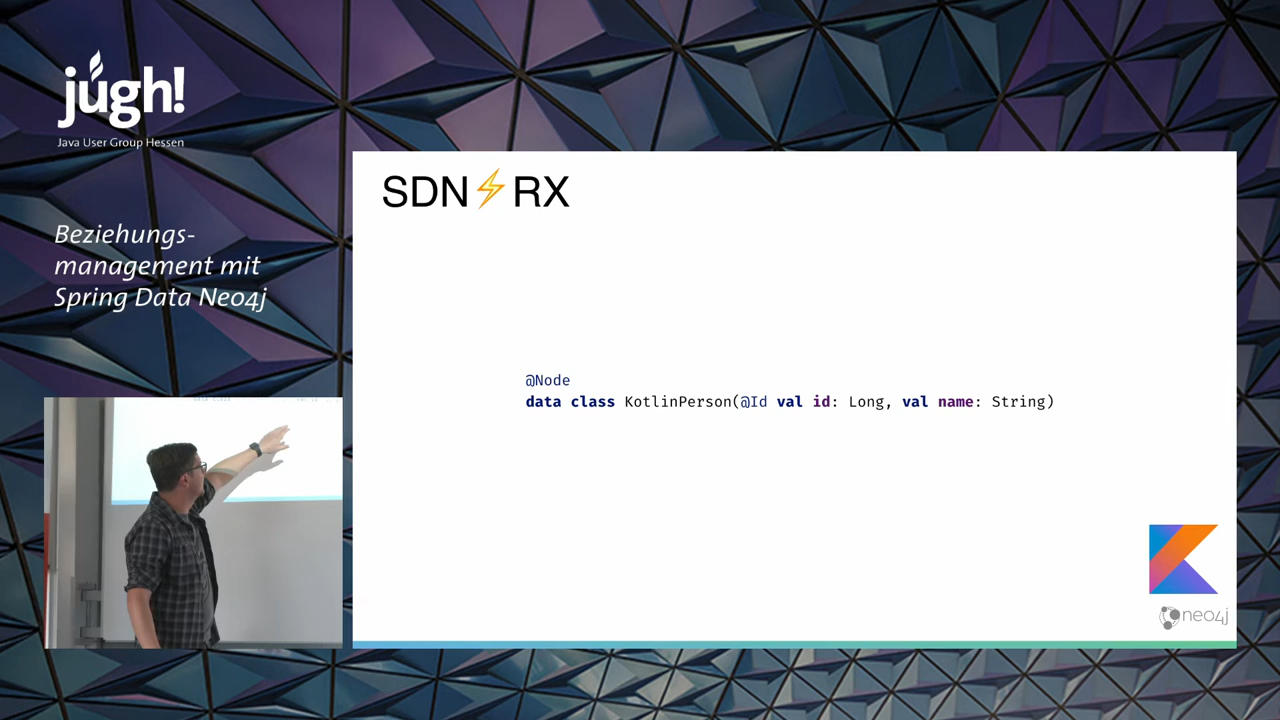 jugh!
Java User Group Hessen
Beziehungs-
management mit
Spring Data Neo4j
SDN⚡RX
@Node
data class KotlinPerson(@Id val id: Long, val name: String)
neo4j